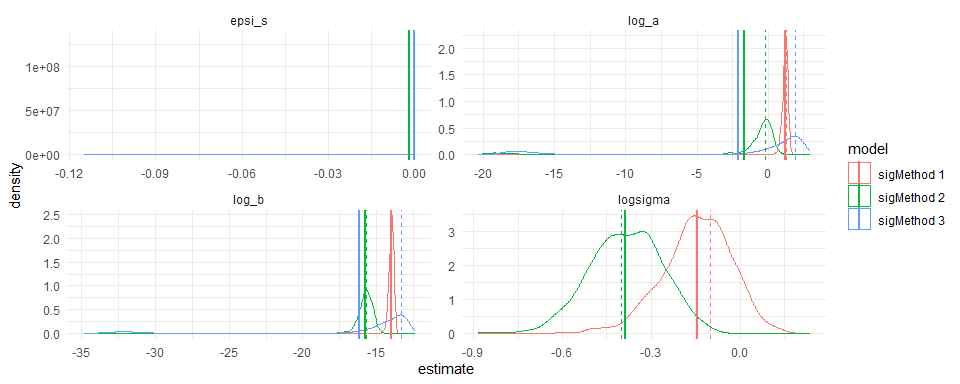 epsi_s
log_a
1e+08
5e+07
0e+00
-0.12
-0.09
-0.06
-0.03
0.00
2.0
1.5
1.0
0.5
0.0
-20
-15
-10
-5
0
density
log_b
logsigma
2.5
2.0
1.5
1.0
0.5
0.0
-35
-30
-25
-20
-15
3
2
1
0
-0.9
-0.6
-0.3
0.0
estimate
model
sigMethod 1
sigMethod 2
sigMethod 3